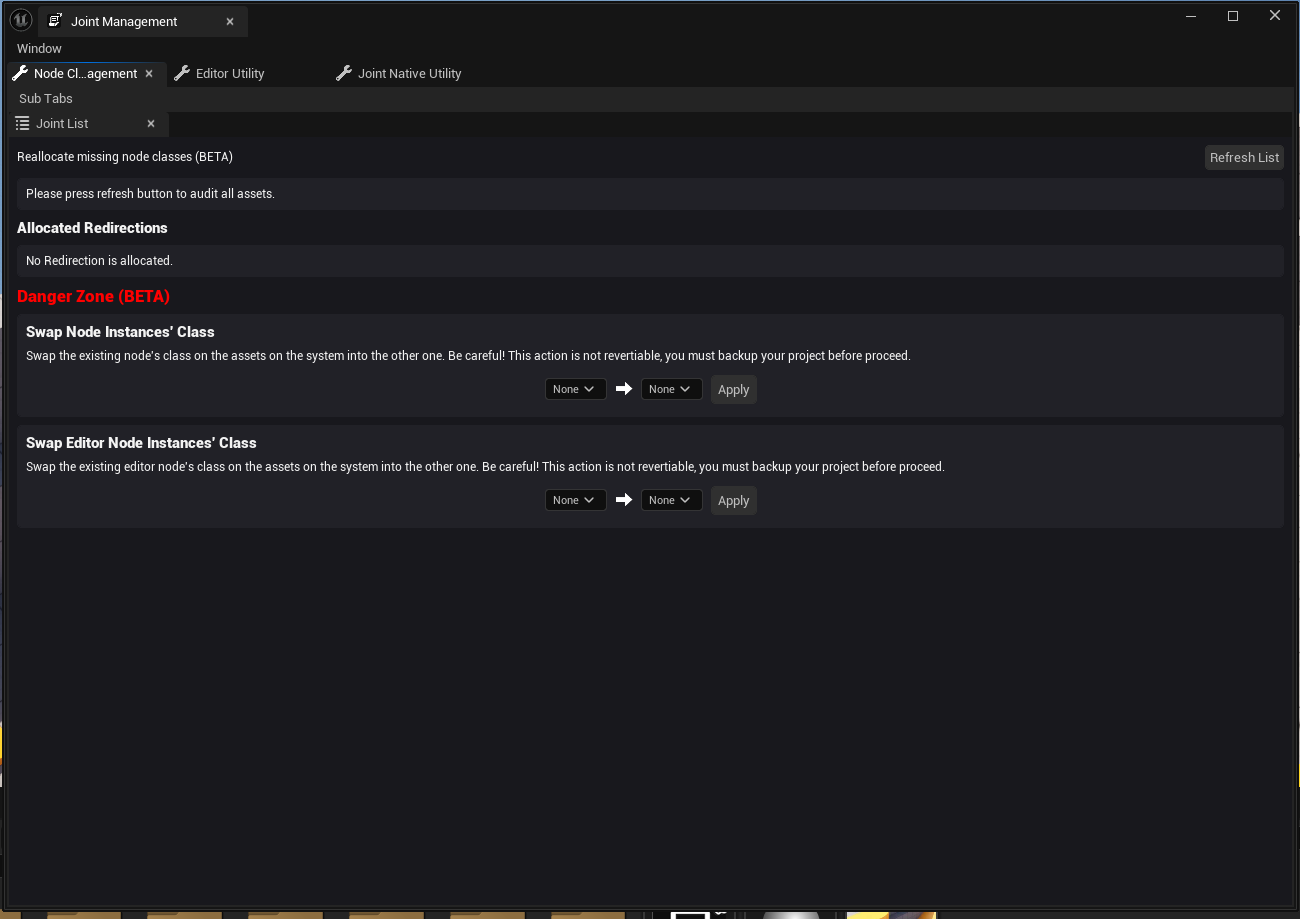 Joint Management
Window
Node Cl...agement
Editor Utility
Joint Native Utility
Sub Tabs
Joint List
Reallocate missing node classes (BETA)
Refresh List
Please press refresh button to audit all assets.
Allocated Redirections
No Redirection is allocated.
Danger Zone (BETA)
Swap Node Instances' Class
Swap the existing node's class on the assets on the system into the other one. Be careful! This action is not revertiable, you must backup your project before proceed.
None
None
Apply
Swap Editor Node Instances' Class
Swap the existing editor node's class on the assets on the system into the other one. Be careful! This action is not revertiable, you must backup your project before proceed.
None
None
Apply